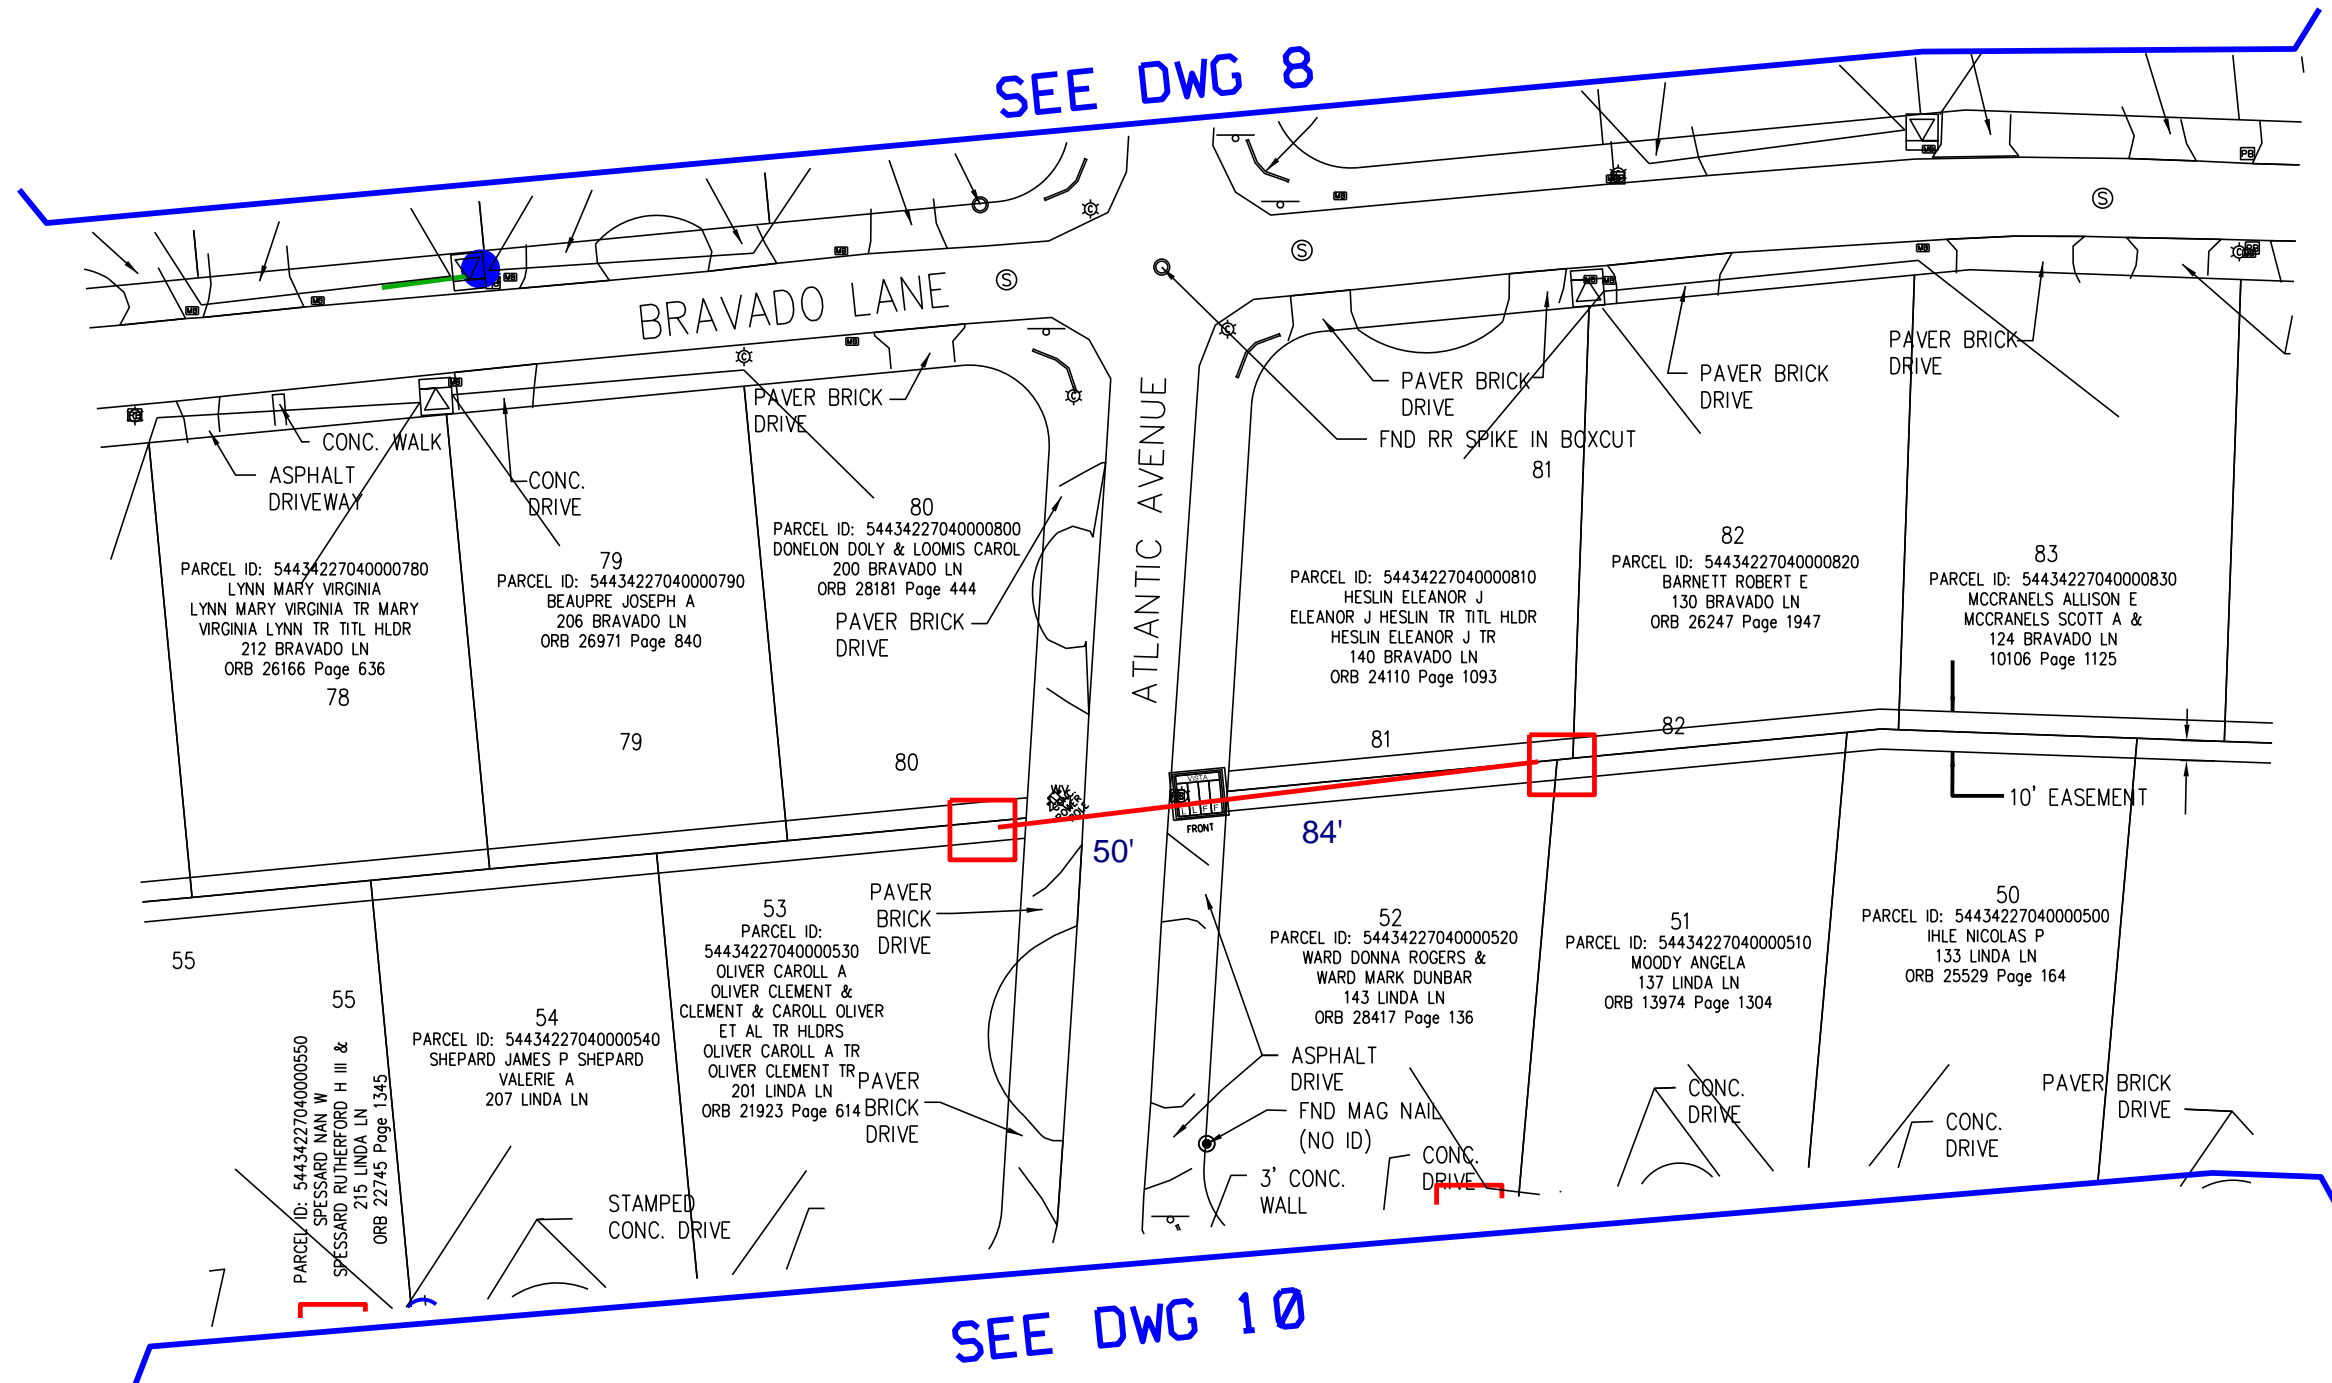 SEE DWG 8
BRAVADO LANE
ATLANTIC AVENUE
PAVER BRICK
DRIVE
CONC. WALK
ASPHALT
DRIVEWAY
CONC.
DRIVE
PAVER BRICK
DRIVE
PAVER BRICK
DRIVE
PAVER BRICK
DRIVE
FND RR SPIKE IN BOXCUT
81
PARCEL ID: 54434227040000780
LYNN MARY VIRGINIA
LYNN MARY VIRGINIA TR MARY
VIRGINIA LYNN TR TITL HLDR
212 BRAVADO LN
ORB 26166 Page 636
78
79
PARCEL ID: 54434227040000790
BEAUPRE JOSEPH A
206 BRAVADO LN
ORB 26971 Page 840
79
80
PARCEL ID: 54434227040000800
DONELON DOLY & LOOMIS CAROL
200 BRAVADO LN
ORB 28181 Page 444
PAVER BRICK
DRIVE
80
PARCEL ID: 54434227040000810
HESLIN ELEANOR J
ELEANOR J HESLIN TR TITL HLDR
HESLIN ELEANOR J TR
140 BRAVADO LN
ORB 24110 Page 1093
81
82
PARCEL ID: 54434227040000820
BARNETT ROBERT E
130 BRAVADO LN
ORB 26247 Page 1947
82
83
PARCEL ID: 54434227040000830
MCCRANELS ALLISON E
MCCRANELS SCOTT A &
124 BRAVADO LN
10106 Page 1125
10' EASEMENT
WV
VISTA
L L F F
FRONT
50'
84'
PAVER
BRICK
DRIVE
55
55
PARCEL ID: 54434227040000550
SPESSARD NAN W
SPESSARD RUTHERFORD H III &
215 LINDA LN
ORB 22745 Page 1345
54
PARCEL ID: 54434227040000540
SHEPARD JAMES P SHEPARD
VALERIE A
207 LINDA LN
53
PARCEL ID:
54434227040000530
OLIVER CAROLL A
OLIVER CLEMENT &
CLEMENT & CAROLL OLIVER
ET AL TR HLDRS
OLIVER CAROLL A TR
OLIVER CLEMENT TR
201 LINDA LN
ORB 21923 Page 614
PAVER
BRICK
DRIVE
52
PARCEL ID: 54434227040000520
WARD DONNA ROGERS &
WARD MARK DUNBAR
143 LINDA LN
ORB 28417 Page 136
51
PARCEL ID: 54434227040000510
MOODY ANGELA
137 LINDA LN
ORB 13974 Page 1304
50
PARCEL ID: 54434227040000500
IHLE NICOLAS P
133 LINDA LN
ORB 25529 Page 164
ASPHALT
DRIVE
FND MAG NAIL
(NO ID)
3' CONC.
WALL
CONC.
DRIVE
CONC.
DRIVE
CONC.
DRIVE
PAVER BRICK
DRIVE
STAMPED
CONC. DRIVE
SEE DWG 10